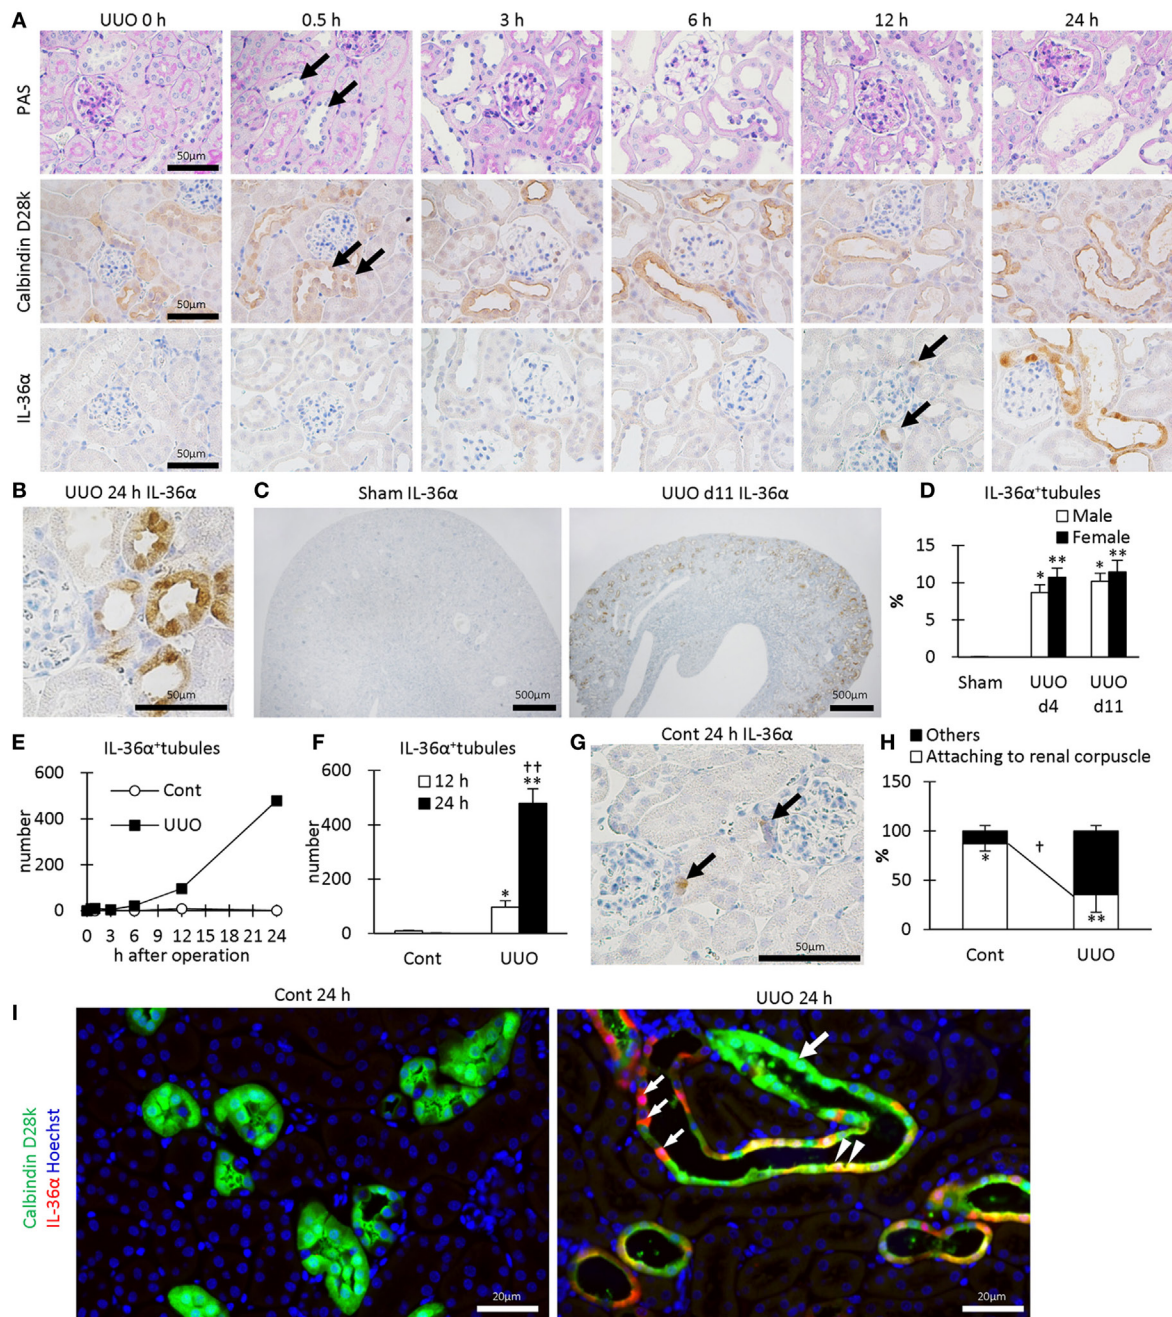 A
UUO 0 h
0.5 h
3 h
6 h
12 h
24 h
PAS
50µm
Calbindin D28k
50µm
IL-36α
50µm
B
UUO 24 h IL-36α
50µm
C
Sham IL-36α
500µm
UUO d11 IL-36α
500µm
D
IL-36α⁺tubules
Male
Female
%
15
10
5
0
*
**
*
**
Sham
UUO
d4
UUO
d11
E
IL-36α⁺tubules
number
600
400
200
0
Cont
UUO
0 3 6 9 12 15 18 21 24
h after operation
F
IL-36α⁺tubules
number
600
400
200
0
12 h
24 h
*
††
**
Cont
UUO
G
Cont 24 h IL-36α
50µm
H
Others
Attaching to renal corpuscle
%
150
100
50
0
*
†
**
Cont
UUO
I
Calbindin D28k
IL-36α Hoechst
Cont 24 h
20µm
UUO 24 h
20µm